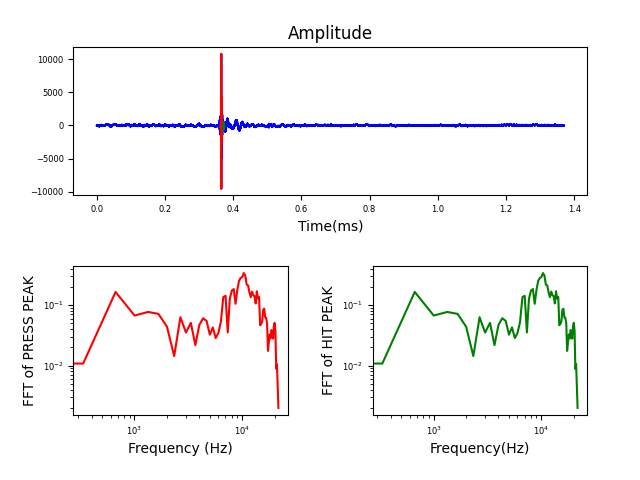 Amplitude
10000
5000
0
−5000
−10000
0.0 0.2 0.4 0.6 0.8 1.0 1.2 1.4
Time(ms)
FFT of PRESS PEAK
10⁻¹
10⁻²
10³ 10⁴
Frequency (Hz)
FFT of HIT PEAK
10⁻¹
10⁻²
10³ 10⁴
Frequency(Hz)